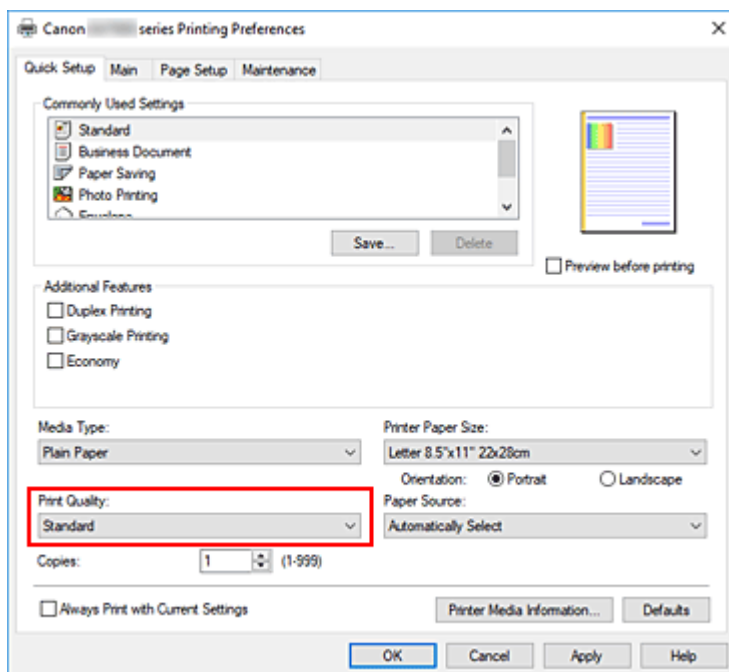 Canon series Printing Preferences
Quick Setup Main Page Setup Maintenance
Commonly Used Settings
Standard
Business Document
Paper Saving
Photo Printing
Save... Delete
Preview before printing
Additional Features
Duplex Printing
Grayscale Printing
Economy
Media Type: Printer Paper Size:
Plain Paper Letter 8.5"x11" 22x28cm
Orientation: Portrait Landscape
Print Quality: Paper Source:
Standard Automatically Select
Copies: 1 (1-999)
Always Print with Current Settings Printer Media Information... Defaults
OK Cancel Apply Help